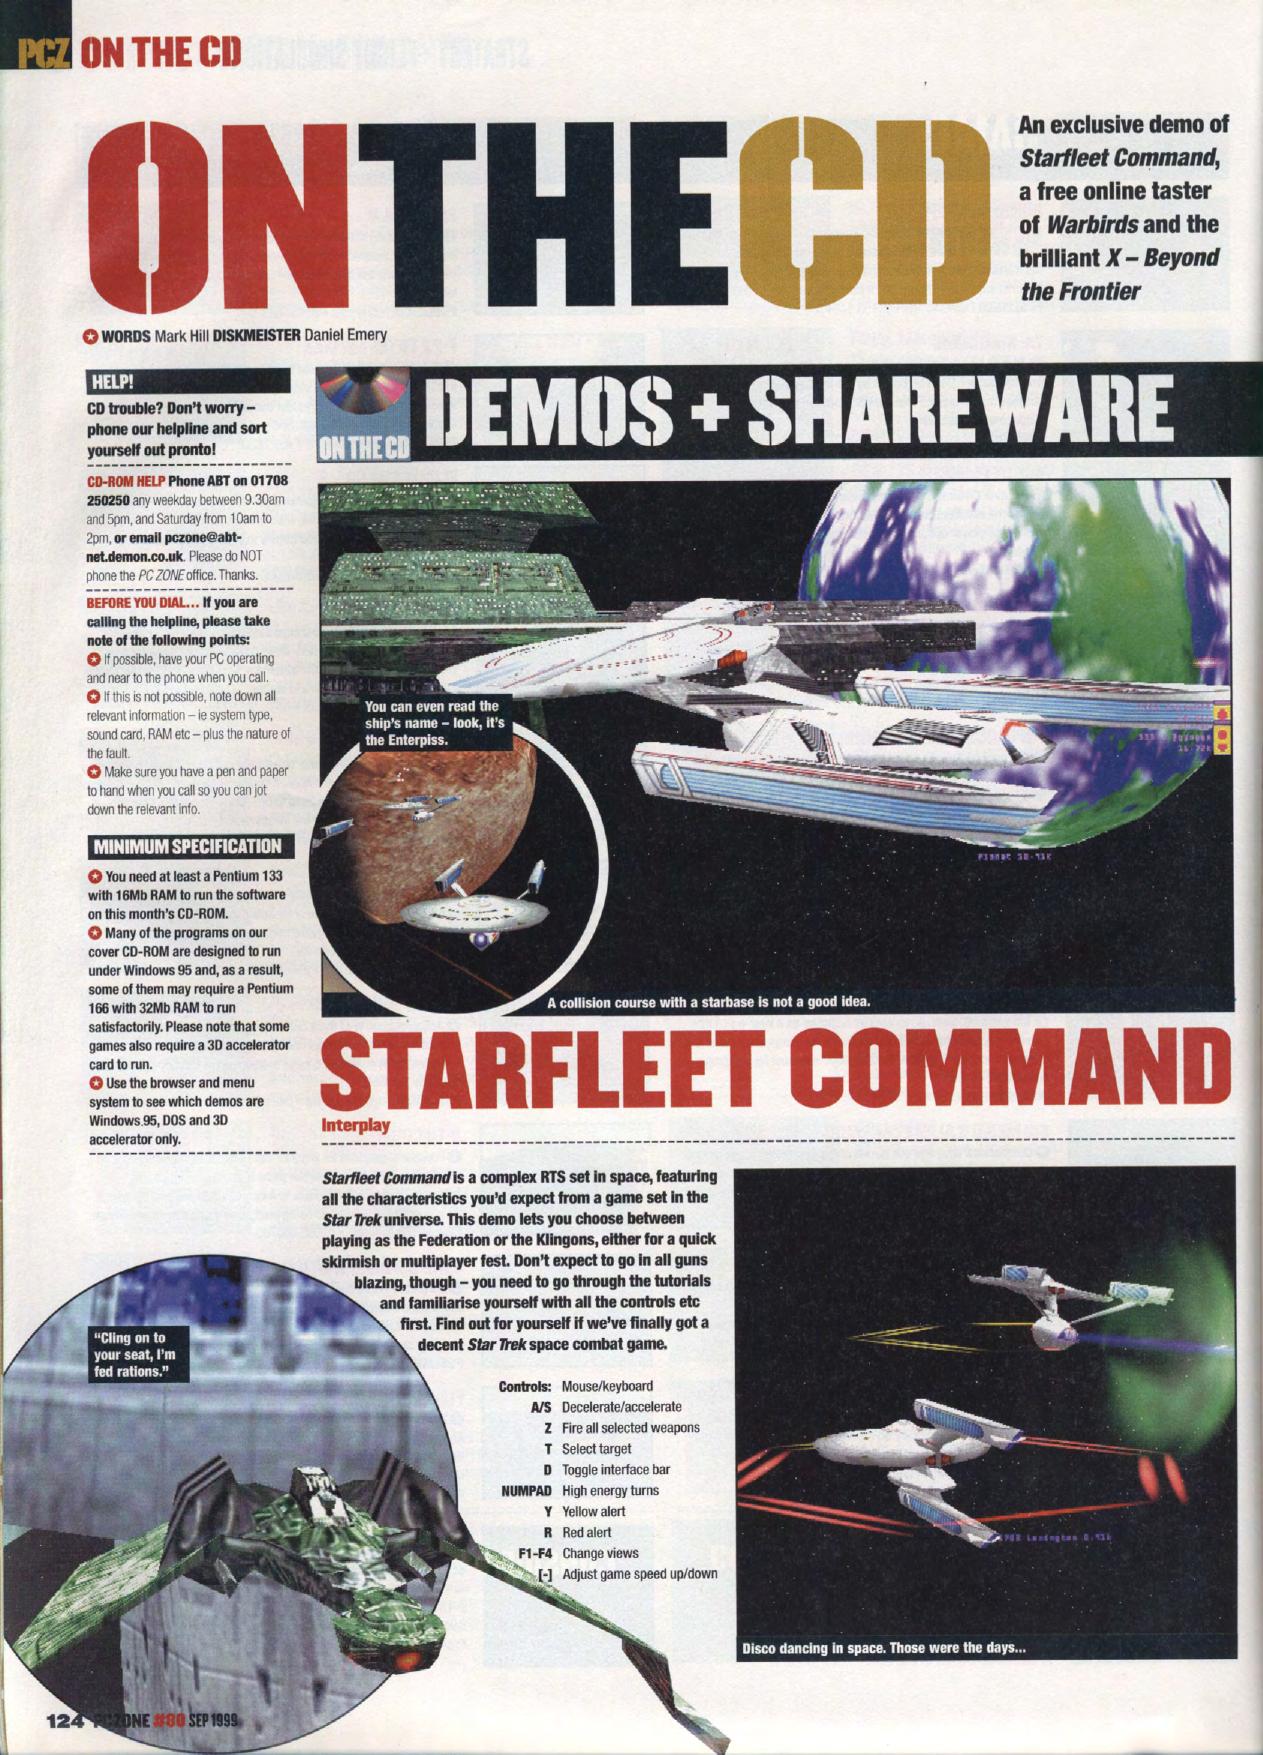 PCZ ON THE CD
ON THE CD
An exclusive demo of
Starfleet Command,
a free online taster
of Warbirds and the
brilliant X – Beyond
the Frontier
WORDS Mark Hill DISKMEISTER Daniel Emery
HELP!
CD trouble? Don't worry –
phone our helpline and sort
yourself out pronto!
CD-ROM HELP Phone ABT on 01708
250250 any weekday between 9.30am
and 5pm, and Saturday from 10am to
2pm, or email pczone@abt-
net.demon.co.uk. Please do NOT
phone the PC ZONE office. Thanks.
BEFORE YOU DIAL... If you are
calling the helpline, please take
note of the following points:
If possible, have your PC operating
and near to the phone when you call.
If this is not possible, note down all
relevant information – ie system type,
sound card, RAM etc – plus the nature of
the fault.
Make sure you have a pen and paper
to hand when you call so you can jot
down the relevant info.
MINIMUM SPECIFICATION
You need at least a Pentium 133
with 16Mb RAM to run the software
on this month's CD-ROM.
Many of the programs on our
cover CD-ROM are designed to run
under Windows 95 and, as a result,
some of them may require a Pentium
166 with 32Mb RAM to run
satisfactorily. Please note that some
games also require a 3D accelerator
card to run.
Use the browser and menu
system to see which demos are
Windows 95, DOS and 3D
accelerator only.
ON THE CD
DEMOS + SHAREWARE
You can even read the
ship's name – look, it's
the Enterpiss.
A collision course with a starbase is not a good idea.
STARFLEET COMMAND
Interplay
Starfleet Command is a complex RTS set in space, featuring
all the characteristics you'd expect from a game set in the
Star Trek universe. This demo lets you choose between
playing as the Federation or the Klingons, either for a quick
skirmish or multiplayer fest. Don't expect to go in all guns
blazing, though – you need to go through the tutorials
and familiarise yourself with all the controls etc
first. Find out for yourself if we've finally got a
decent Star Trek space combat game.
Controls: Mouse/keyboard
A/S Decelerate/accelerate
Z Fire all selected weapons
T Select target
D Toggle interface bar
NUMPAD High energy turns
Y Yellow alert
R Red alert
F1-F4 Change views
[-] Adjust game speed up/down
"Cling on to
your seat, I'm
fed rations."
Lexington
Disco dancing in space. Those were the days...
124 PCZONE #80 SEP 1999